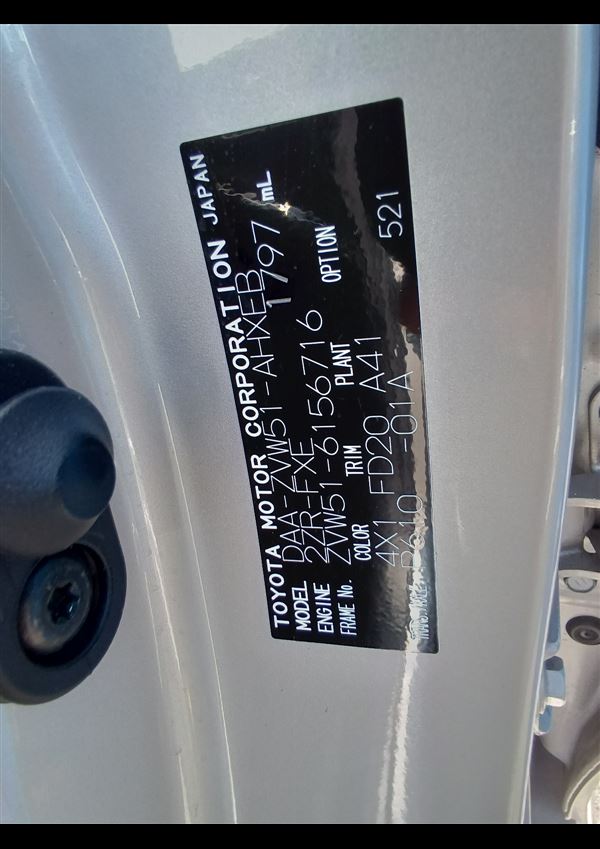 TOYOTA MOTOR CORPORATION JAPAN
MODEL DAA-ZVW51-AHXEB
ENGINE 2ZR-FXE 1797 mL
FRAME No. ZVW51-6156716
COLOR TRIM PLANT OPTION
4X1 FD20 A41
P610 -01A 521